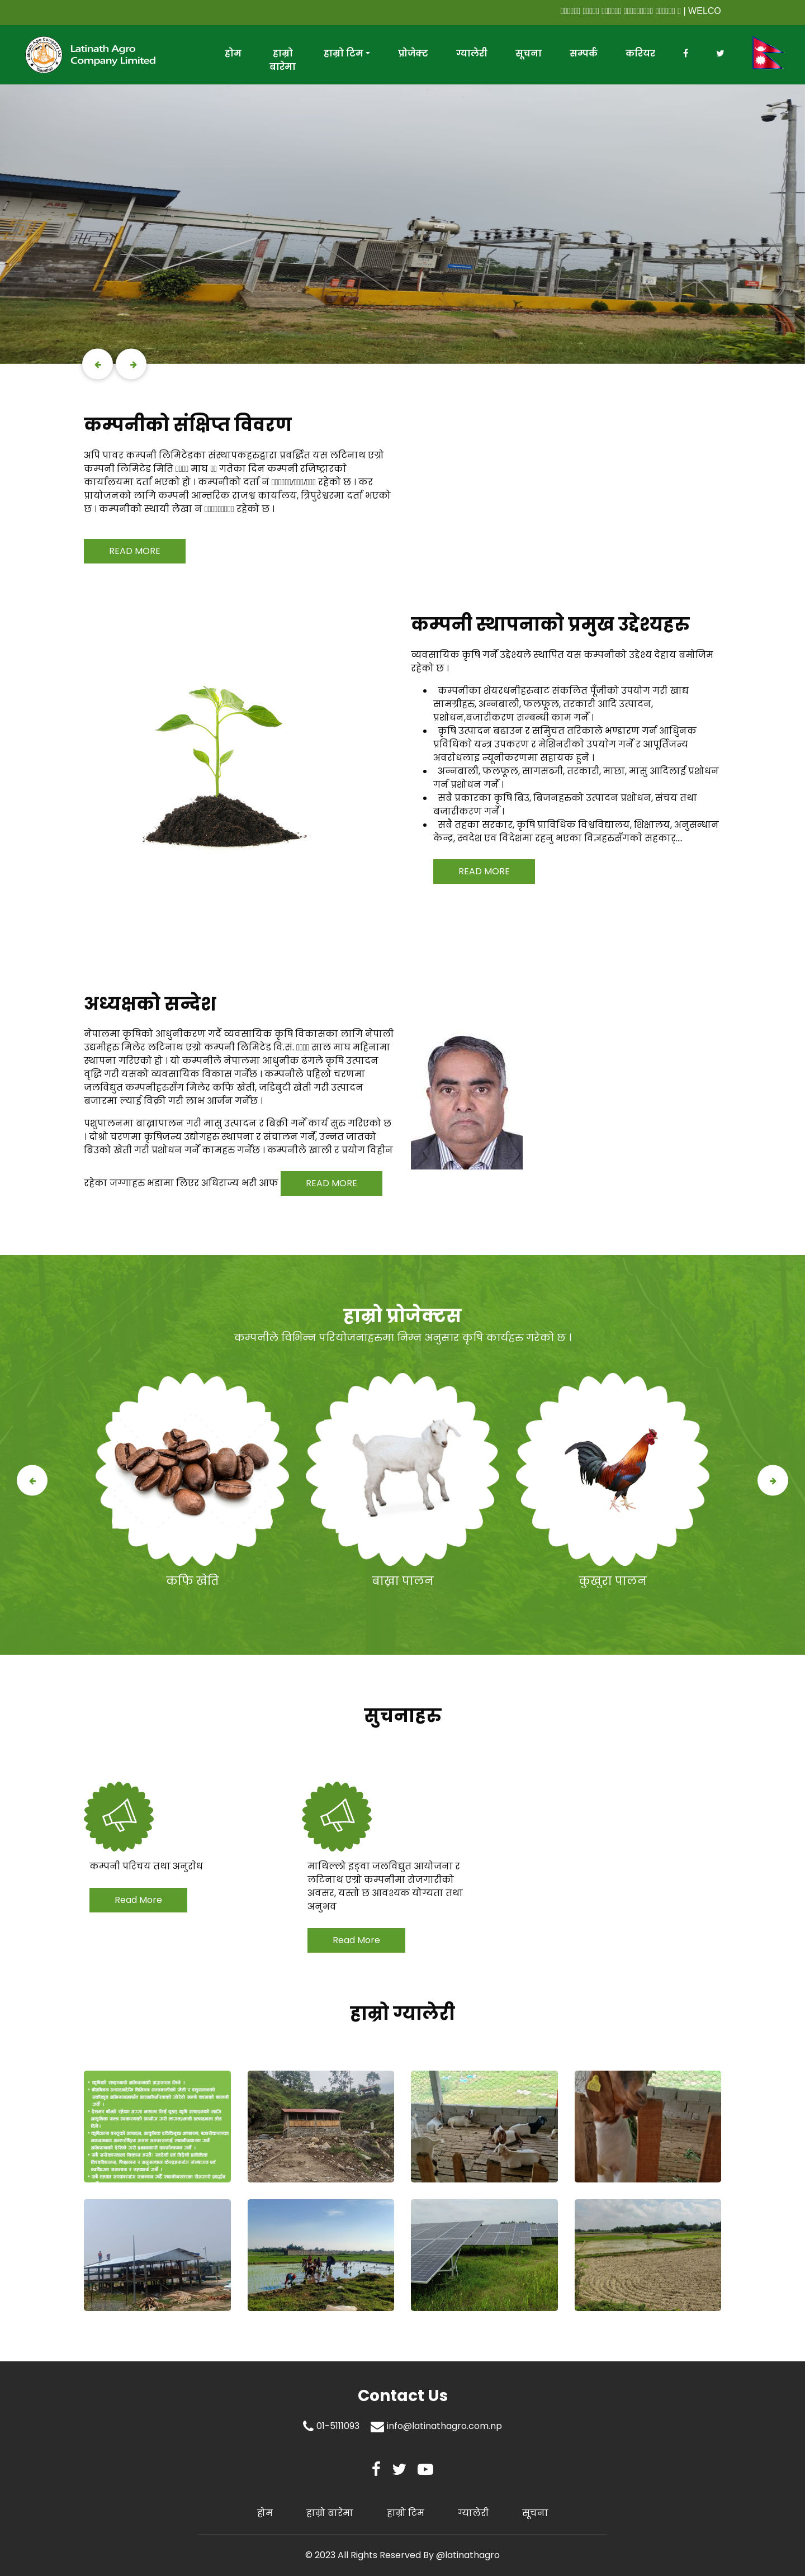 | WELCO
Latinath Agro
Company Limited
होम
हाम्रो
बारेमा
हाम्रो टिम
प्रोजेक्ट
ग्यालेरी
सूचना
सम्पर्क
करियर
कम्पनीको संक्षिप्त विवरण
अपि पावर कम्पनी लिमिटेडका संस्थापकहरुद्वारा प्रवर्द्धित यस लटिनाथ एग्रो
कम्पनी लिमिटेड मिति माघ गतेका दिन कम्पनी रजिष्ट्रारको
कार्यालयमा दर्ता भएको हो । कम्पनीको दर्ता नं रहेको छ । कर
प्रायोजनको लागि कम्पनी आन्तरिक राजश्व कार्यालय, त्रिपुरेश्वरमा दर्ता भएको
छ । कम्पनीको स्थायी लेखा नं रहेको छ ।
READ MORE
कम्पनी स्थापनाको प्रमुख उद्देश्यहरु
व्यवसायिक कृषि गर्ने उद्देश्यले स्थापित यस कम्पनीको उद्देश्य देहाय बमोजिम
रहेको छ ।
कम्पनीका शेयरधनीहरुबाट संकलित पूँजीको उपयोग गरी खाद्य
सामग्रीहरु, अन्नबाली, फलफूल, तरकारी आदि उत्पादन,
प्रशोधन,बजारीकरण सम्बन्धी काम गर्ने ।
कृषि उत्पादन बढाउन र समुिचत तरिकाले भण्डारण गर्न आधुिनक
प्रविधिको यन्त्र उपकरण र मेशिनरीको उपयोग गर्ने र आपूर्तिजन्य
अवरोधलाइ न्यूनीकरणमा सहायक हुने ।
अन्नबाली, फलफूल, सागसब्जी, तरकारी, माछा, मासु आदिलाई प्रशोधन
गर्न प्रशोधन गर्ने ।
सबै प्रकारका कृषि बिउ, बिजनहरुको उत्पादन प्रशोधन, संचय तथा
बजारीकरण गर्ने ।
सबै तहका सरकार, कृषि प्राविधिक विश्वविद्यालय, शिक्षालय, अनुसन्धान
केन्द्र, स्वदेश एव विदेशमा रहनु भएका विज्ञहरुसँगको सहकार्....
READ MORE
अध्यक्षको सन्देश
नेपालमा कृषिको आधुनीकरण गर्दै व्यवसायिक कृषि विकासका लागि नेपाली
उद्यमीहरु मिलेर लटिनाथ एग्रो कम्पनी लिमिटेड वि.सं. साल माघ महिनामा
स्थापना गरिएको हो । यो कम्पनीले नेपालमा आधुनीक ढंगले कृषि उत्पादन
वृद्धि गरी यसको व्यवसायिक विकास गर्नेछ । कम्पनीले पहिलो चरणमा
जलविद्युत कम्पनीहरुसँग मिलेर कफि खेती, जडिबुटी खेती गरी उत्पादन
बजारमा ल्याई विक्री गरी लाभ आर्जन गर्नेछ ।
पशुपालनमा बाख्रापालन गरी मासु उत्पादन र बिक्री गर्ने कार्य सुरु गरिएको छ
। दोश्रो चरणमा कृषिजन्य उद्योगहरु स्थापना र संचालन गर्ने, उन्नत जातको
बिउको खेती गरी प्रशोधन गर्ने कामहरु गर्नेछ । कम्पनीले खाली र प्रयोग विहीन
रहेका जग्गाहरु भडामा लिएर अधिराज्य भरी आफ READ MORE
हाम्रो प्रोजेक्टस
कम्पनीले विभिन्न परियोजनाहरुमा निम्न अनुसार कृषि कार्यहरु गरेको छ ।
कफि खेति
बाख्रा पालन
कुखुरा पालन
सुचनाहरु
कम्पनी परिचय तथा अनुरोध
Read More
माथिल्लो इङ्वा जलविद्युत आयोजना र
लटिनाथ एग्रो कम्पनीमा रोजगारीको
अवसर, यस्तो छ आवश्यक योग्यता तथा
अनुभव
Read More
हाम्रो ग्यालेरी
Contact Us
01-5111093 info@latinathagro.com.np
होम
हाम्रो बारेमा
हाम्रो टिम
ग्यालेरी
सूचना
© 2023 All Rights Reserved By @latinathagro